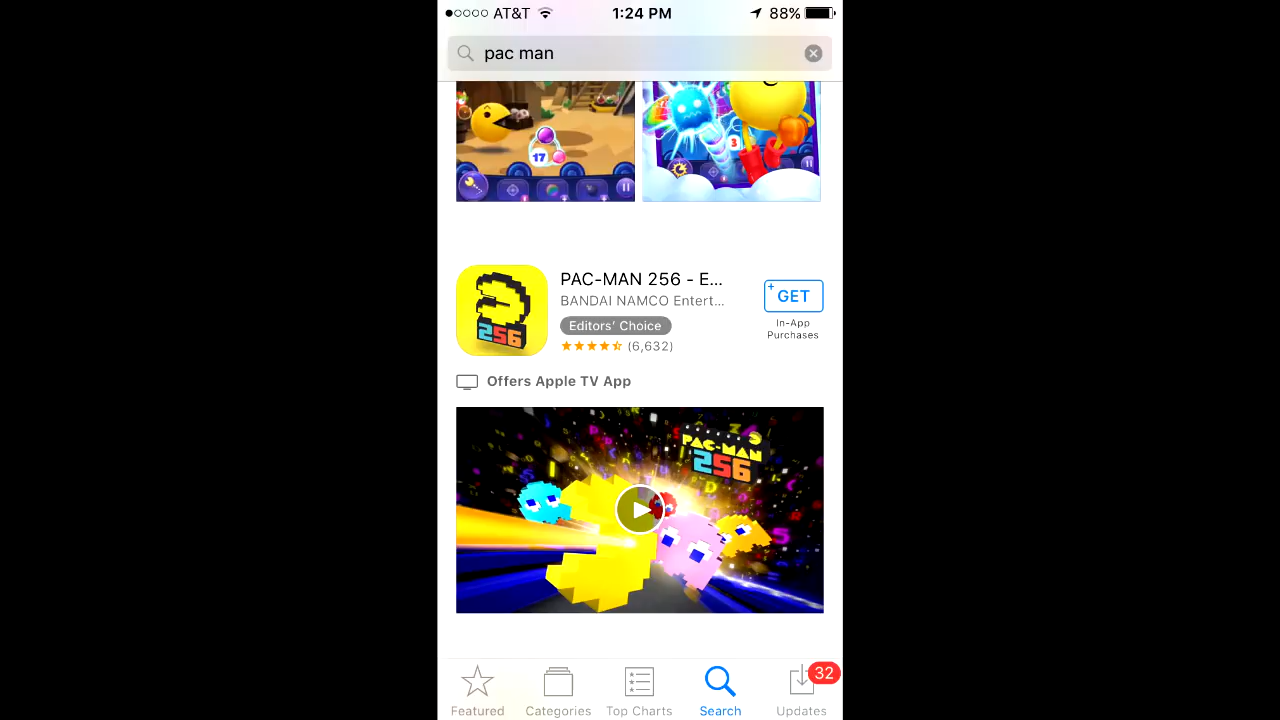 AT&T 1:24 PM 88%
pac man
17
3
PAC-MAN 256 - E...
BANDAI NAMCO Entert...
Editors' Choice
(6,632)
+ GET
In-App
Purchases
256
Offers Apple TV App
PAC-MAN
256
32
Featured Categories Top Charts Search Updates